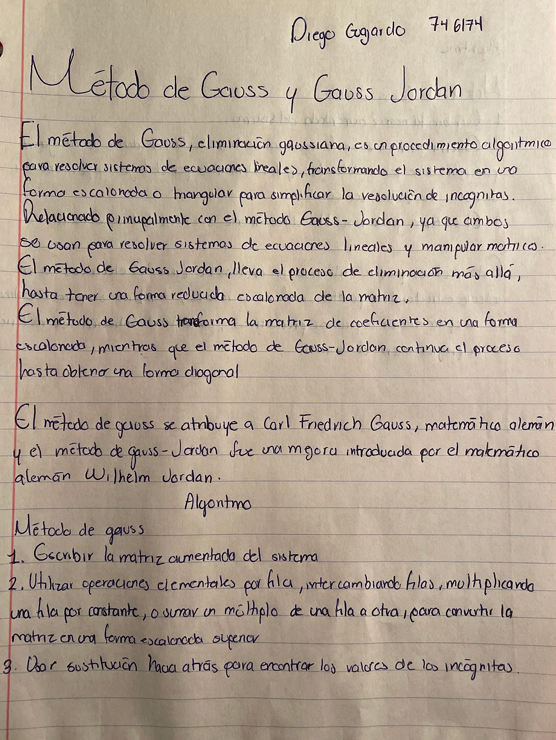 Diego Gogardo 746174
Método de Gauss y Gauss Jordan
El método de Gauss, eliminación gaussiana, es un procedimiento algorítmico
para resolver sistemas de ecuaciones lineales, transformando el sistema en una
forma escalonada o triangular para simplificar la resolución de incognitas.
Relacionado principalmente con el método Gauss-Jordan, ya que ambos
se usan para resolver sistemas de ecuaciones lineales y manipular matrices.
El método de Gauss Jordan, lleva el proceso de eliminación más allá,
hasta tener una forma reducida escalonada de la matriz.
El método de Gauss transforma la matriz de coeficientes en una forma
escalonada, mientras que el método de Gauss-Jordan continua el proceso
hasta obtener una forma diagonal
El método de gauss se atribuye a Carl Friedrich Gauss, matemático alemán
y el método de gauss-Jordan fue una mejora introducida por el matemático
alemán Wilhelm Jordan.
Algoritmo
Método de gauss
1. Escribir la matriz aumentada del sistema
2. Utilizar operaciones elementales por fila, intercambiando filas, multiplicando
una fila por constante, o sumar un múltiplo de una fila a otra, para convertir la
matriz en una forma escalonada superior
3. Usar sustitución hacia atrás para encontrar los valores de las incógnitas.